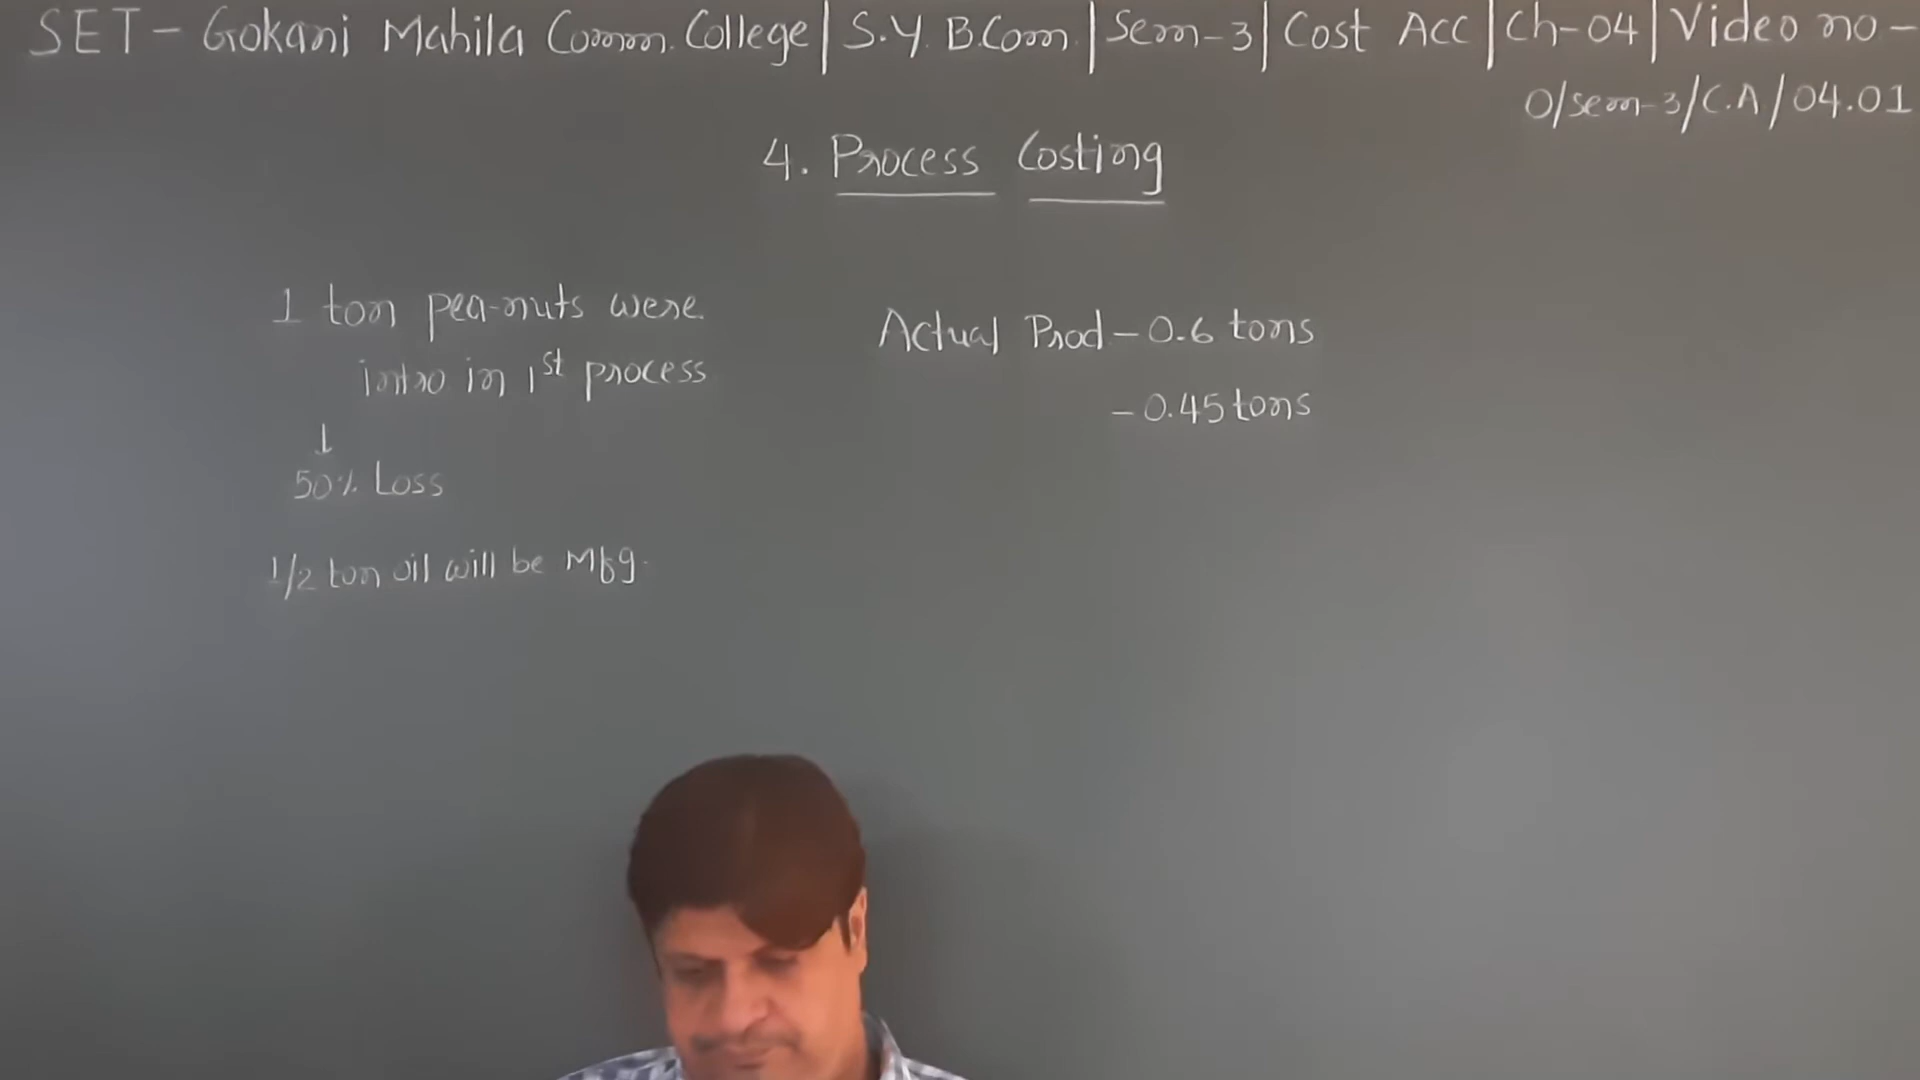 SET - Gokani Mahila Comm. College | S.Y. B.Com. | Sem-3 | Cost Acc | Ch-04 | Video no -
0/sem-3/C.A/04.01
4. Process Costing
1 ton pea-nuts were
intro in 1st process
↓
50% Loss
1/2 ton oil will be Mfg.
Actual Prod - 0.6 tons
- 0.45 tons